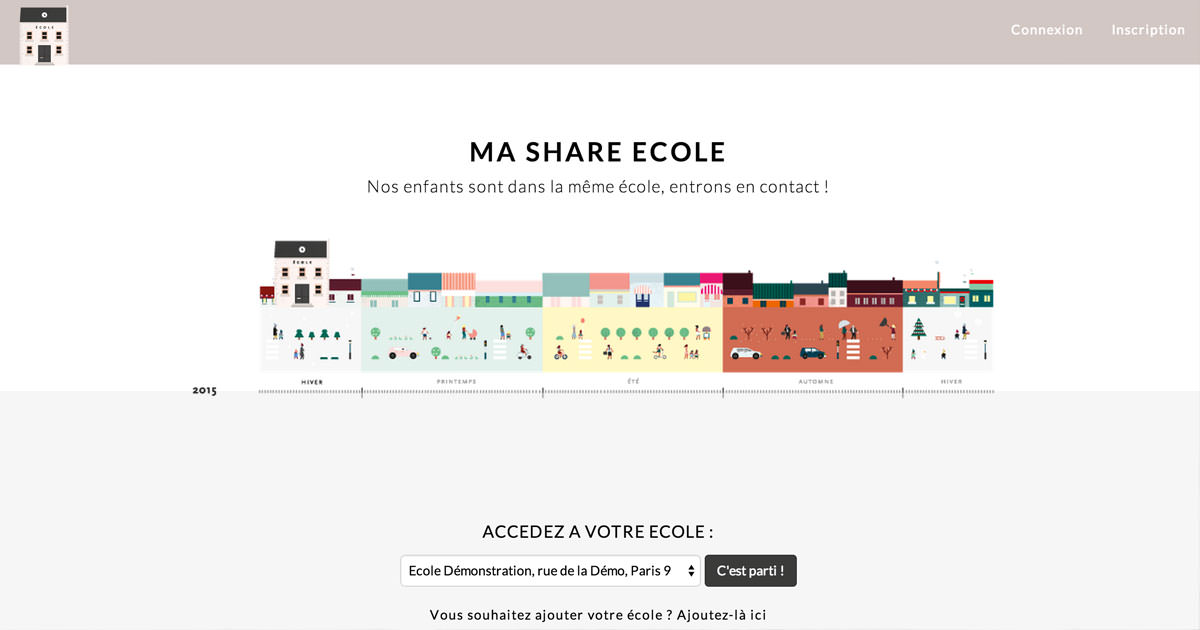 ÉCOLE
Connexion Inscription
MA SHARE ECOLE
Nos enfants sont dans la même école, entrons en contact !
ÉCOLE
HIVER PRINTEMPS ÉTÉ AUTOMNE HIVER
2015
ACCEDEZ A VOTRE ECOLE :
Ecole Démonstration, rue de la Démo, Paris 9 C'est parti !
Vous souhaitez ajouter votre école ? Ajoutez-là ici